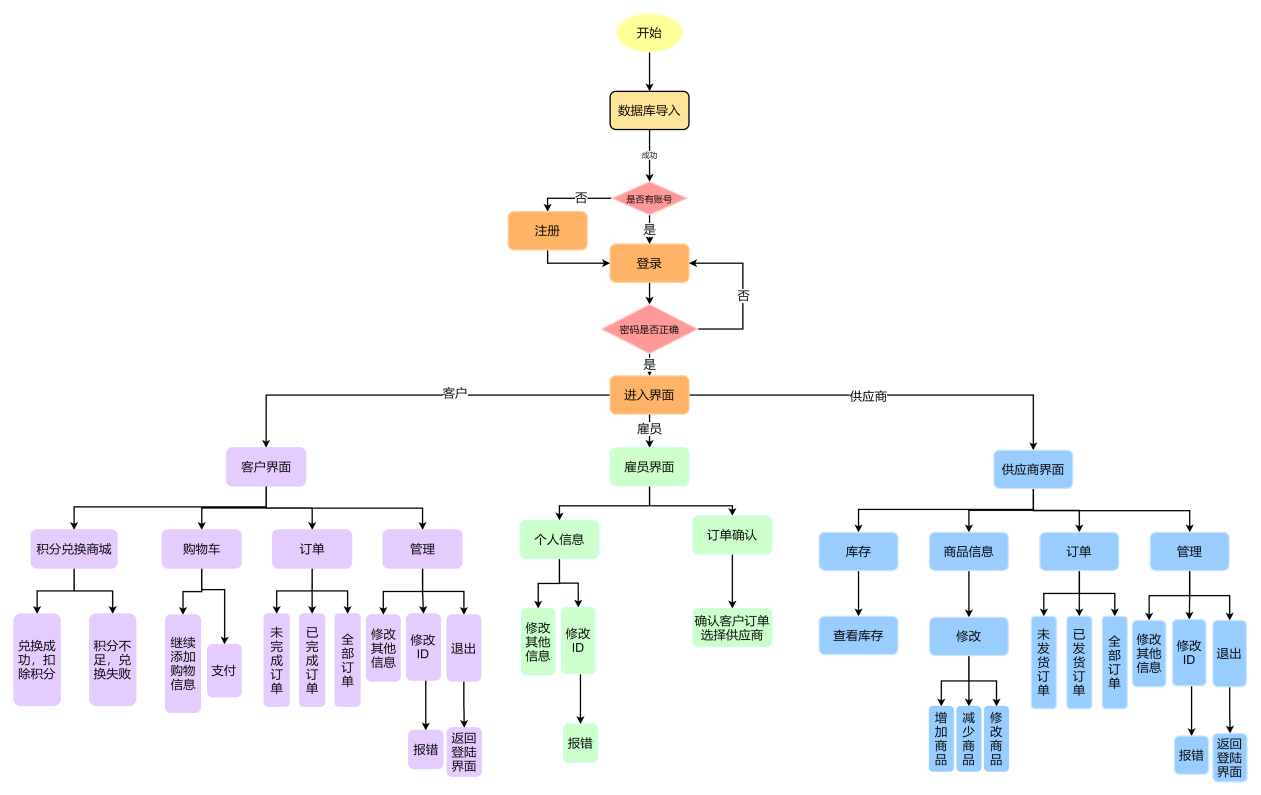 开始
数据库导入
成功
是否有账号
否
是
注册
登录
否
密码是否正确
是
进入界面
客户
供应商
雇员
客户界面
雇员界面
供应商界面
积分兑换商城
购物车
订单
管理
个人信息
订单确认
库存
商品信息
订单
管理
兑换成
功，扣
除积分
积分不
足，兑
换失败
继续
添加
购物
信息
支付
未
完
成
订
单
已
完
成
订
单
全
部
订
单
修改
其他
信息
修改
ID
退出
修改
其他
信息
修改
ID
确认客户订单
选择供应商
查看库存
修改
未
发
货
订
单
已
发
货
订
单
全
部
订
单
修改
其他
信息
修改
ID
退出
报错
返回
登陆
界面
报错
增
加
商
品
减
少
商
品
修
改
商
品
报错
返回
登陆
界面